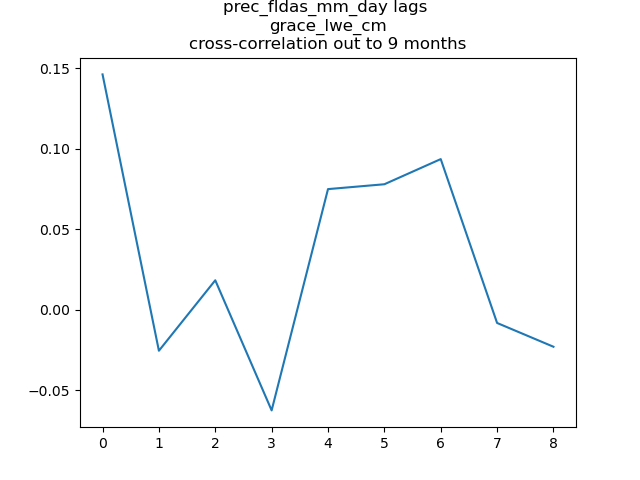 prec_fldas_mm_day lags
grace_lwe_cm
cross-correlation out to 9 months
0.15
0.10
0.05
0.00
−0.05
0 1 2 3 4 5 6 7 8